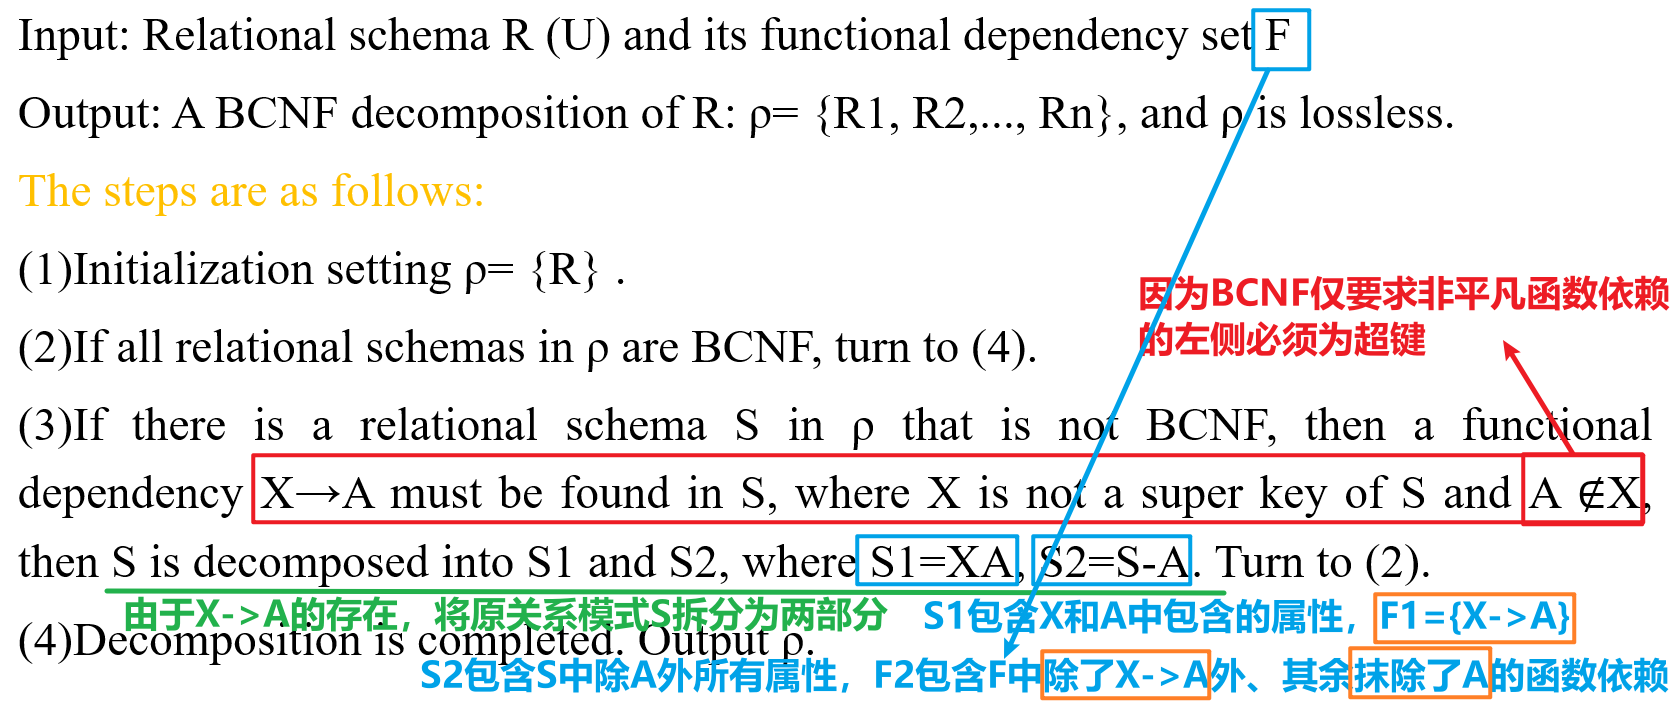 Input: Relational schema R (U) and its functional dependency set F
Output: A BCNF decomposition of R: ρ= {R1, R2,..., Rn}, and ρ is lossless.
The steps are as follows:
(1)Initialization setting ρ= {R} .
因为BCNF仅要求非平凡函数依赖
的左侧必须为超键
(2)If all relational schemas in ρ are BCNF, turn to (4).
(3)If there is a relational schema S in ρ that is not BCNF, then a functional
dependency X→A must be found in S, where X is not a super key of S and A ∉X,
then S is decomposed into S1 and S2, where S1=XA, S2=S-A. Turn to (2).
由于X->A的存在，将原关系模式S拆分为两部分
S1包含X和A中包含的属性，F1={X->A}
(4)Decomposition is completed. Output ρ.
S2包含S中除A外所有属性，F2包含F中除了X->A外、其余抹除了A的函数依赖